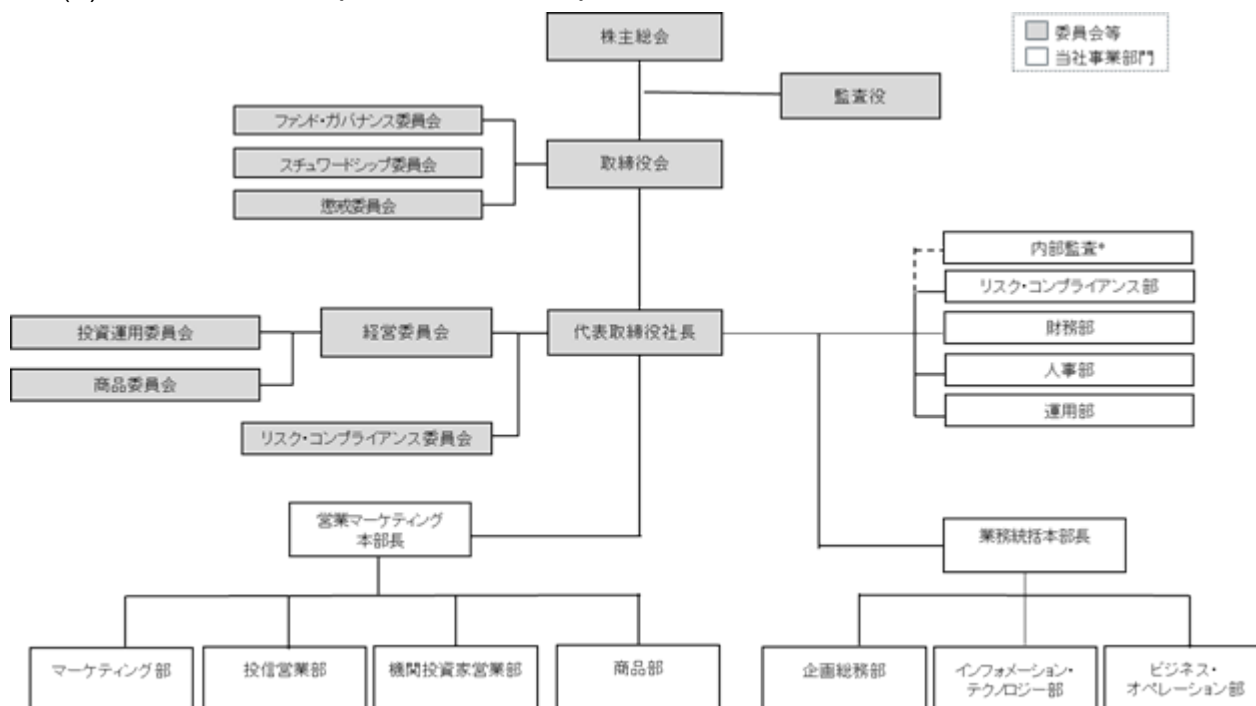 株主総会
委員会等
当社事業部門
監査役
ファンド・ガバナンス委員会
スチュワードシップ委員会
取締役会
懲戒委員会
内部監査*
リスク・コンプライアンス部
投資運用委員会
経営委員会
代表取締役社長
財務部
商品委員会
人事部
運用部
リスク・コンプライアンス委員会
営業マーケティング
本部長
業務統括本部長
マーケティング部
投信営業部
機関投資家営業部
商品部
企画総務部
インフォメーション・
テクノロジー部
ビジネス・
オペレーション部